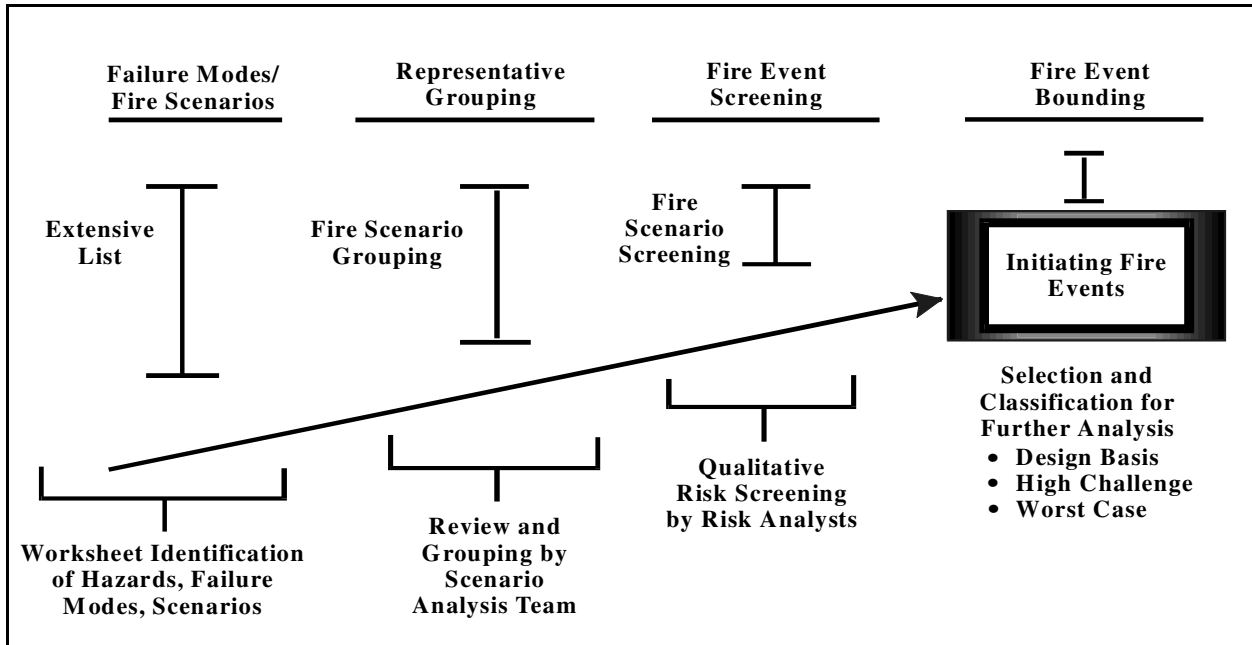 Failure Modes/
Fire Scenarios
Representative
Grouping
Fire Event
Screening
Fire Event
Bounding
Extensive
List
Fire Scenario
Grouping
Fire
Scenario
Screening
Initiating Fire
Events
Worksheet Identification
of Hazards, Failure
Modes, Scenarios
Review and
Grouping by
Scenario
Analysis Team
Qualitative
Risk Screening
by Risk Analysts
Selection and
Classification for
Further Analysis
• Design Basis
• High Challenge
• Worst Case